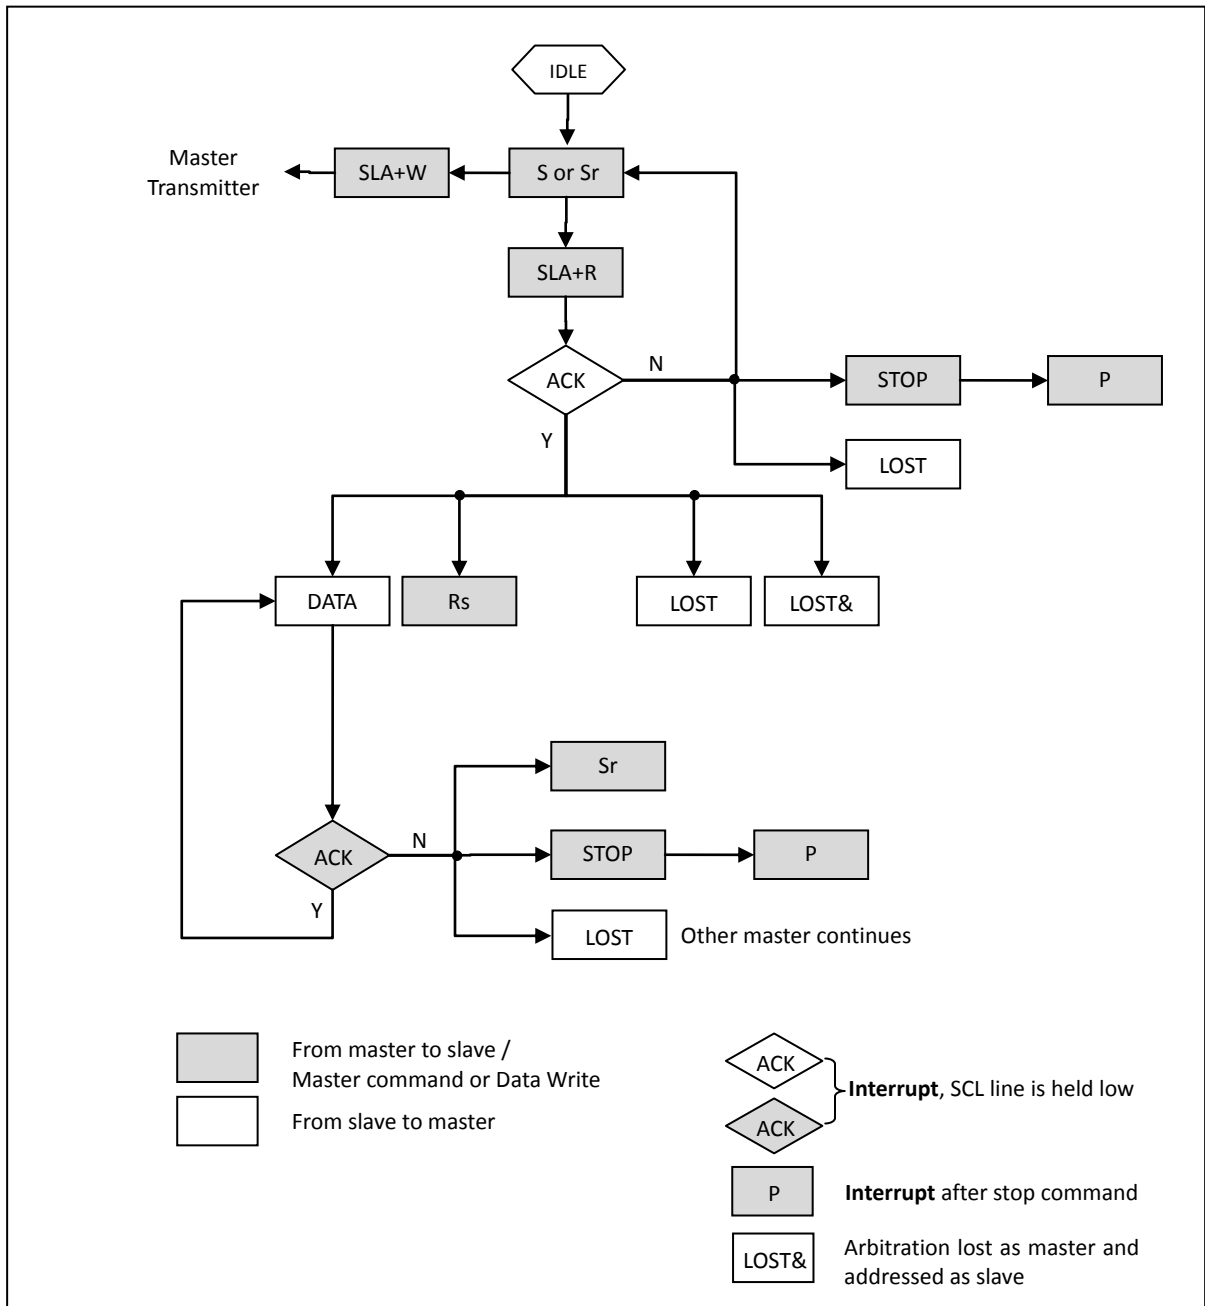 IDLE
Master
Transmitter
SLA+W
S or Sr
SLA+R
ACK
N
STOP
P
Y
LOST
DATA
Rs
LOST
LOST&
Sr
ACK
N
STOP
P
Y
LOST
Other master continues
From master to slave /
Master command or Data Write
From slave to master
ACK
Interrupt, SCL line is held low
ACK
P
Interrupt after stop command
LOST&
Arbitration lost as master and
addressed as slave